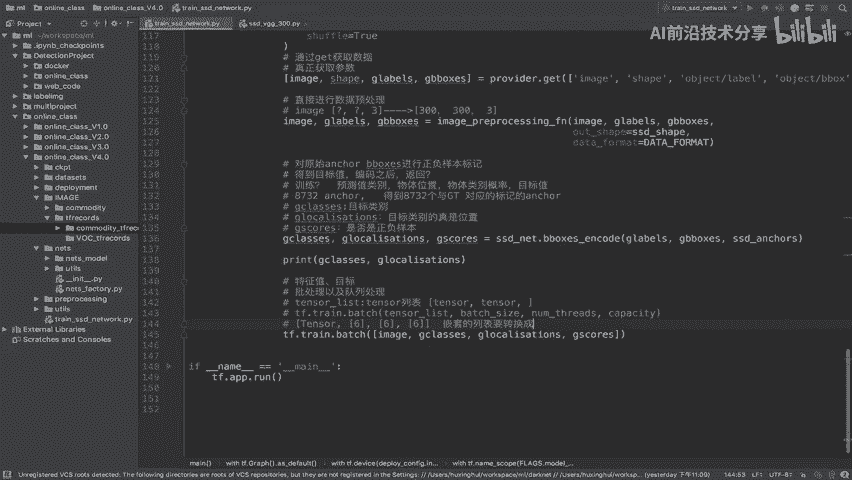 ml
online_class
online_class_V4.0
train_ssd_network.py
train_ssd_network
Project
train_ssd_network.py
ssd_vgg_300.py
AI前沿技术分享
bilibili
ml ~/workspace/ml
.ipynb_checkpoints
DetectionProject
docker
online_class
web_code
labelimg
multiproject
online_class
online_class_V1.0
online_class_V2.0
online_class_V3.0
online_class_V4.0
ckpt
datasets
deployment
IMAGE
commodity
tfrecords
commodity_tfreco
VOC_tfrecords
nets
nets_model
utils
__init__.py
nets_factory.py
preprocessing
utils
train_ssd_network.py
External Libraries
Scratches and Consoles
117 shuffle=True
118 )
119 # 通过get获取数据
120 # 真正获取参数
121 [image, shape, glabels, gbboxes] = provider.get(['image', 'shape', 'object/label', 'object/bbox'
122
123 # 直接进行数据预处理
124 # image [?, ?, 3]---->[300, 300, 3]
125 image, glabels, gbboxes = image_preprocessing_fn(image, glabels, gbboxes,
126 out_shape=ssd_shape,
127 data_format=DATA_FORMAT)
128
129 # 对原始anchor bboxes进行正负样本标记
130 # 得到目标值，编码之后，返回?
131 # 训练? 预测值类别，物体位置，物体类别概率，目标值
132 # 8732 anchor, 得到8732个与GT 对应的标记的anchor
133 # gclasses:目标类别
134 # glocalisations: 目标类别的真是位置
135 # gscores: 是否是正负样本
136 gclasses, glocalisations, gscores = ssd_net.bboxes_encode(glabels, gbboxes, ssd_anchors)
137
138 print(gclasses, glocalisations)
139
140 # 特征值、目标
141 # 批处理以及队列处理
142 # tensor_list:tensor列表 [tensor, tensor, ]
143 # tf.train.batch(tensor_list, batch_size, num_threads, capacity)
144 # [Tensor, [6], [6], [6]] 嵌套的列表要转换成
145 tf.train.batch([image, gclasses, glocalisations, gscores])
146
147
148 if __name__ == '__main__':
149 tf.app.run()
150
151
152
main()
with tf.Graph().as_default()
with tf.device(deploy_config.in...
with tf.name_scope(FLAGS.model_...
Unregistered VCS roots detected: The following directories are roots of VCS repositories, but they are not registered in the Settings: // /Users/huxinghui/workspace/ml/darknet // /Users/huxinghui/worksp... (yesterday 下午11:09)
144:53
LF÷
UTF-8÷